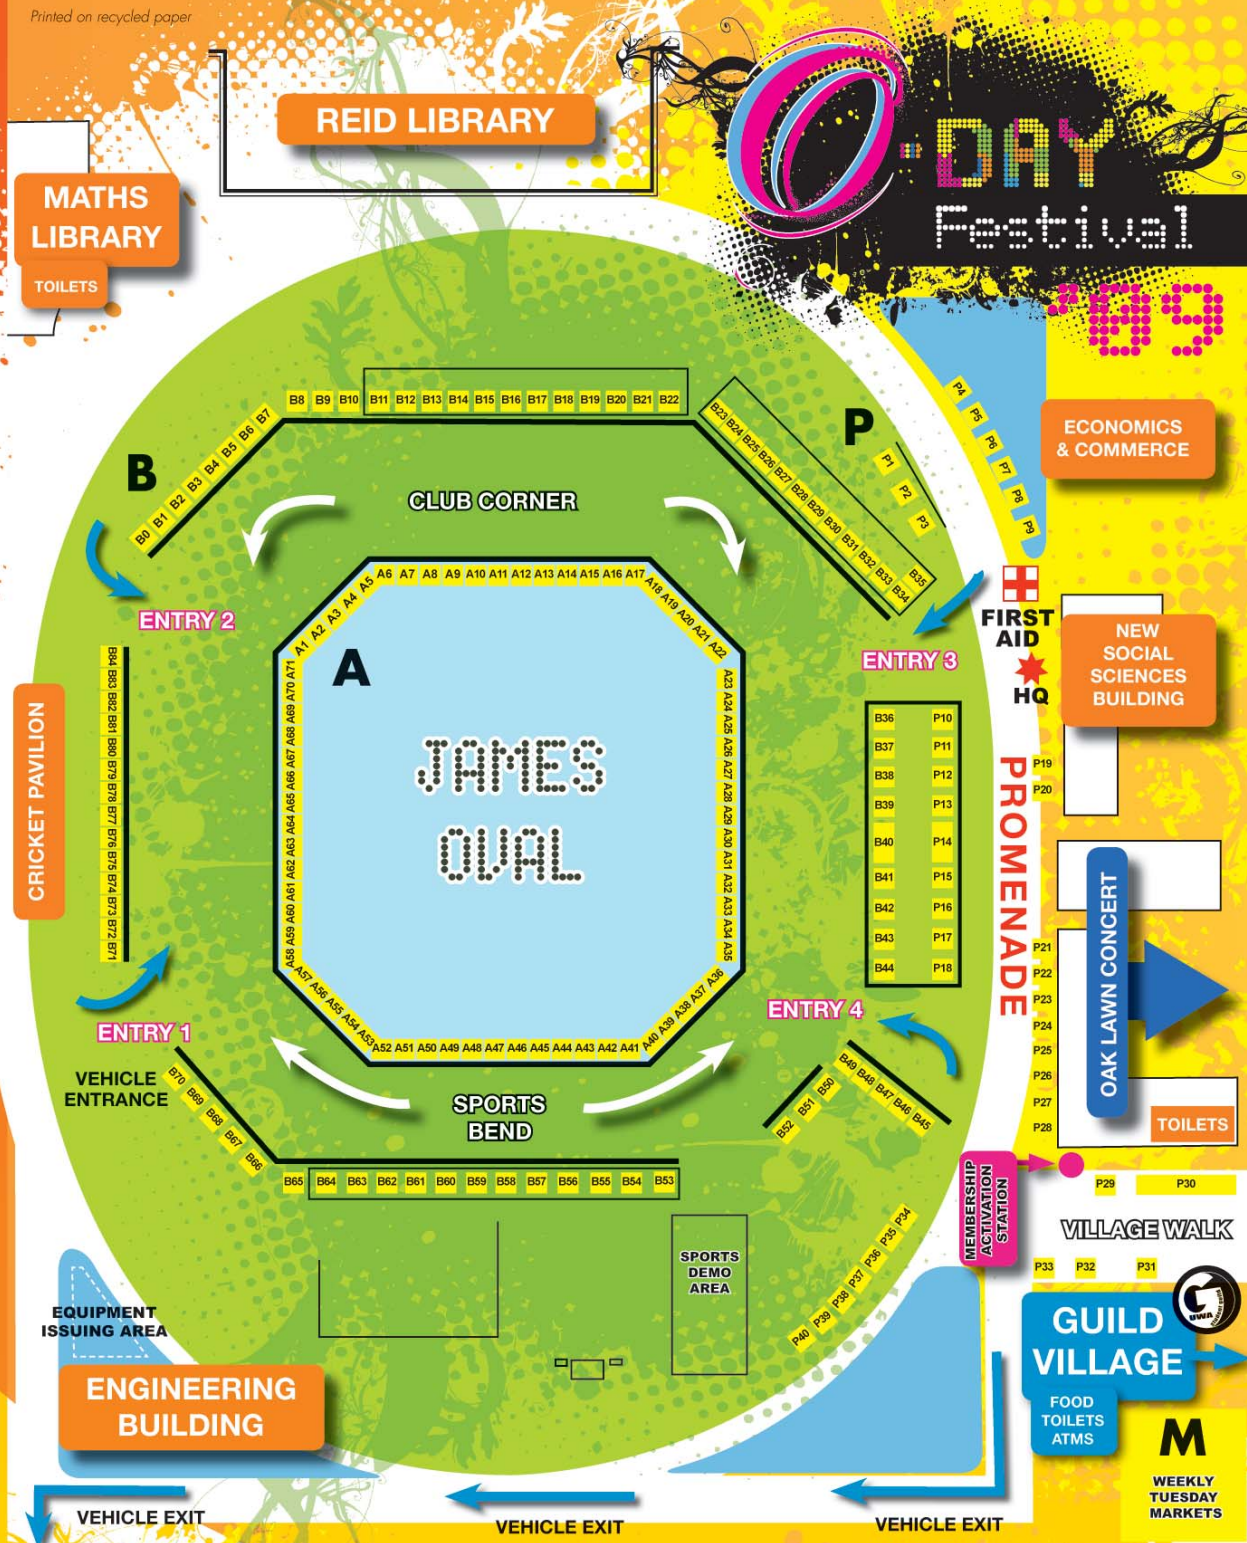 Printed on recycled paper
REID LIBRARY
O-DAY
Festival
'09
MATHS
LIBRARY
TOILETS
B8 B9 B10 B11 B12 B13 B14 B15 B16 B17 B18 B19 B20 B21 B22
B0 B1 B2 B3 B4 B5 B6 B7
B
B23 B24 B25 B26 B27 B28 B29 B30 B31 B32 B33 B34 B35
P
P1 P2 P3
P4 P5 P6 P7 P8 P9
ECONOMICS
& COMMERCE
CLUB CORNER
ENTRY 2
A1 A2 A3 A4 A5
A6 A7 A8 A9 A10 A11 A12 A13 A14 A15 A16 A17
A18 A19 A20 A21 A22
FIRST
AID
HQ
NEW
SOCIAL
SCIENCES
BUILDING
ENTRY 3
A
JAMES
OVAL
CRICKET PAVILION
B84 B83 B82 B81 B80 B79 B78 B77 B76 B75 B74 B73 B72 B71
A71 A70 A69 A68 A67 A66 A65 A64 A63 A62 A61 A60 A59 A58
A23 A24 A25 A26 A27 A28 A29 A30 A31 A32 A33 A34 A35
B36 P10
B37 P11
B38 P12
B39 P13
B40 P14
B41 P15
B42 P16
B43 P17
B44 P18
PROMENADE
P19
P20
P21
P22
P23
P24
P25
P26
P27
P28
OAK LAWN CONCERT
TOILETS
ENTRY 1
ENTRY 4
A57 A56 A55 A54 A53
A52 A51 A50 A49 A48 A47 A46 A45 A44 A43 A42 A41
A40 A39 A38 A37 A36
VEHICLE
ENTRANCE
B70 B69 B68 B67 B66
SPORTS
BEND
B52 B51 B50
B49 B48 B47 B46 B45
B65 B64 B63 B62 B61 B60 B59 B58 B57 B56 B55 B54 B53
MEMBERSHIP
ACTIVATION
STATION
P29 P30
VILLAGE WALK
P33 P32 P31
SPORTS
DEMO
AREA
P40 P39 P38 P37 P36 P35 P34
EQUIPMENT
ISSUING AREA
ENGINEERING
BUILDING
UWA
GUILD
VILLAGE
FOOD
TOILETS
ATMS
M
WEEKLY
TUESDAY
MARKETS
VEHICLE EXIT
VEHICLE EXIT
VEHICLE EXIT